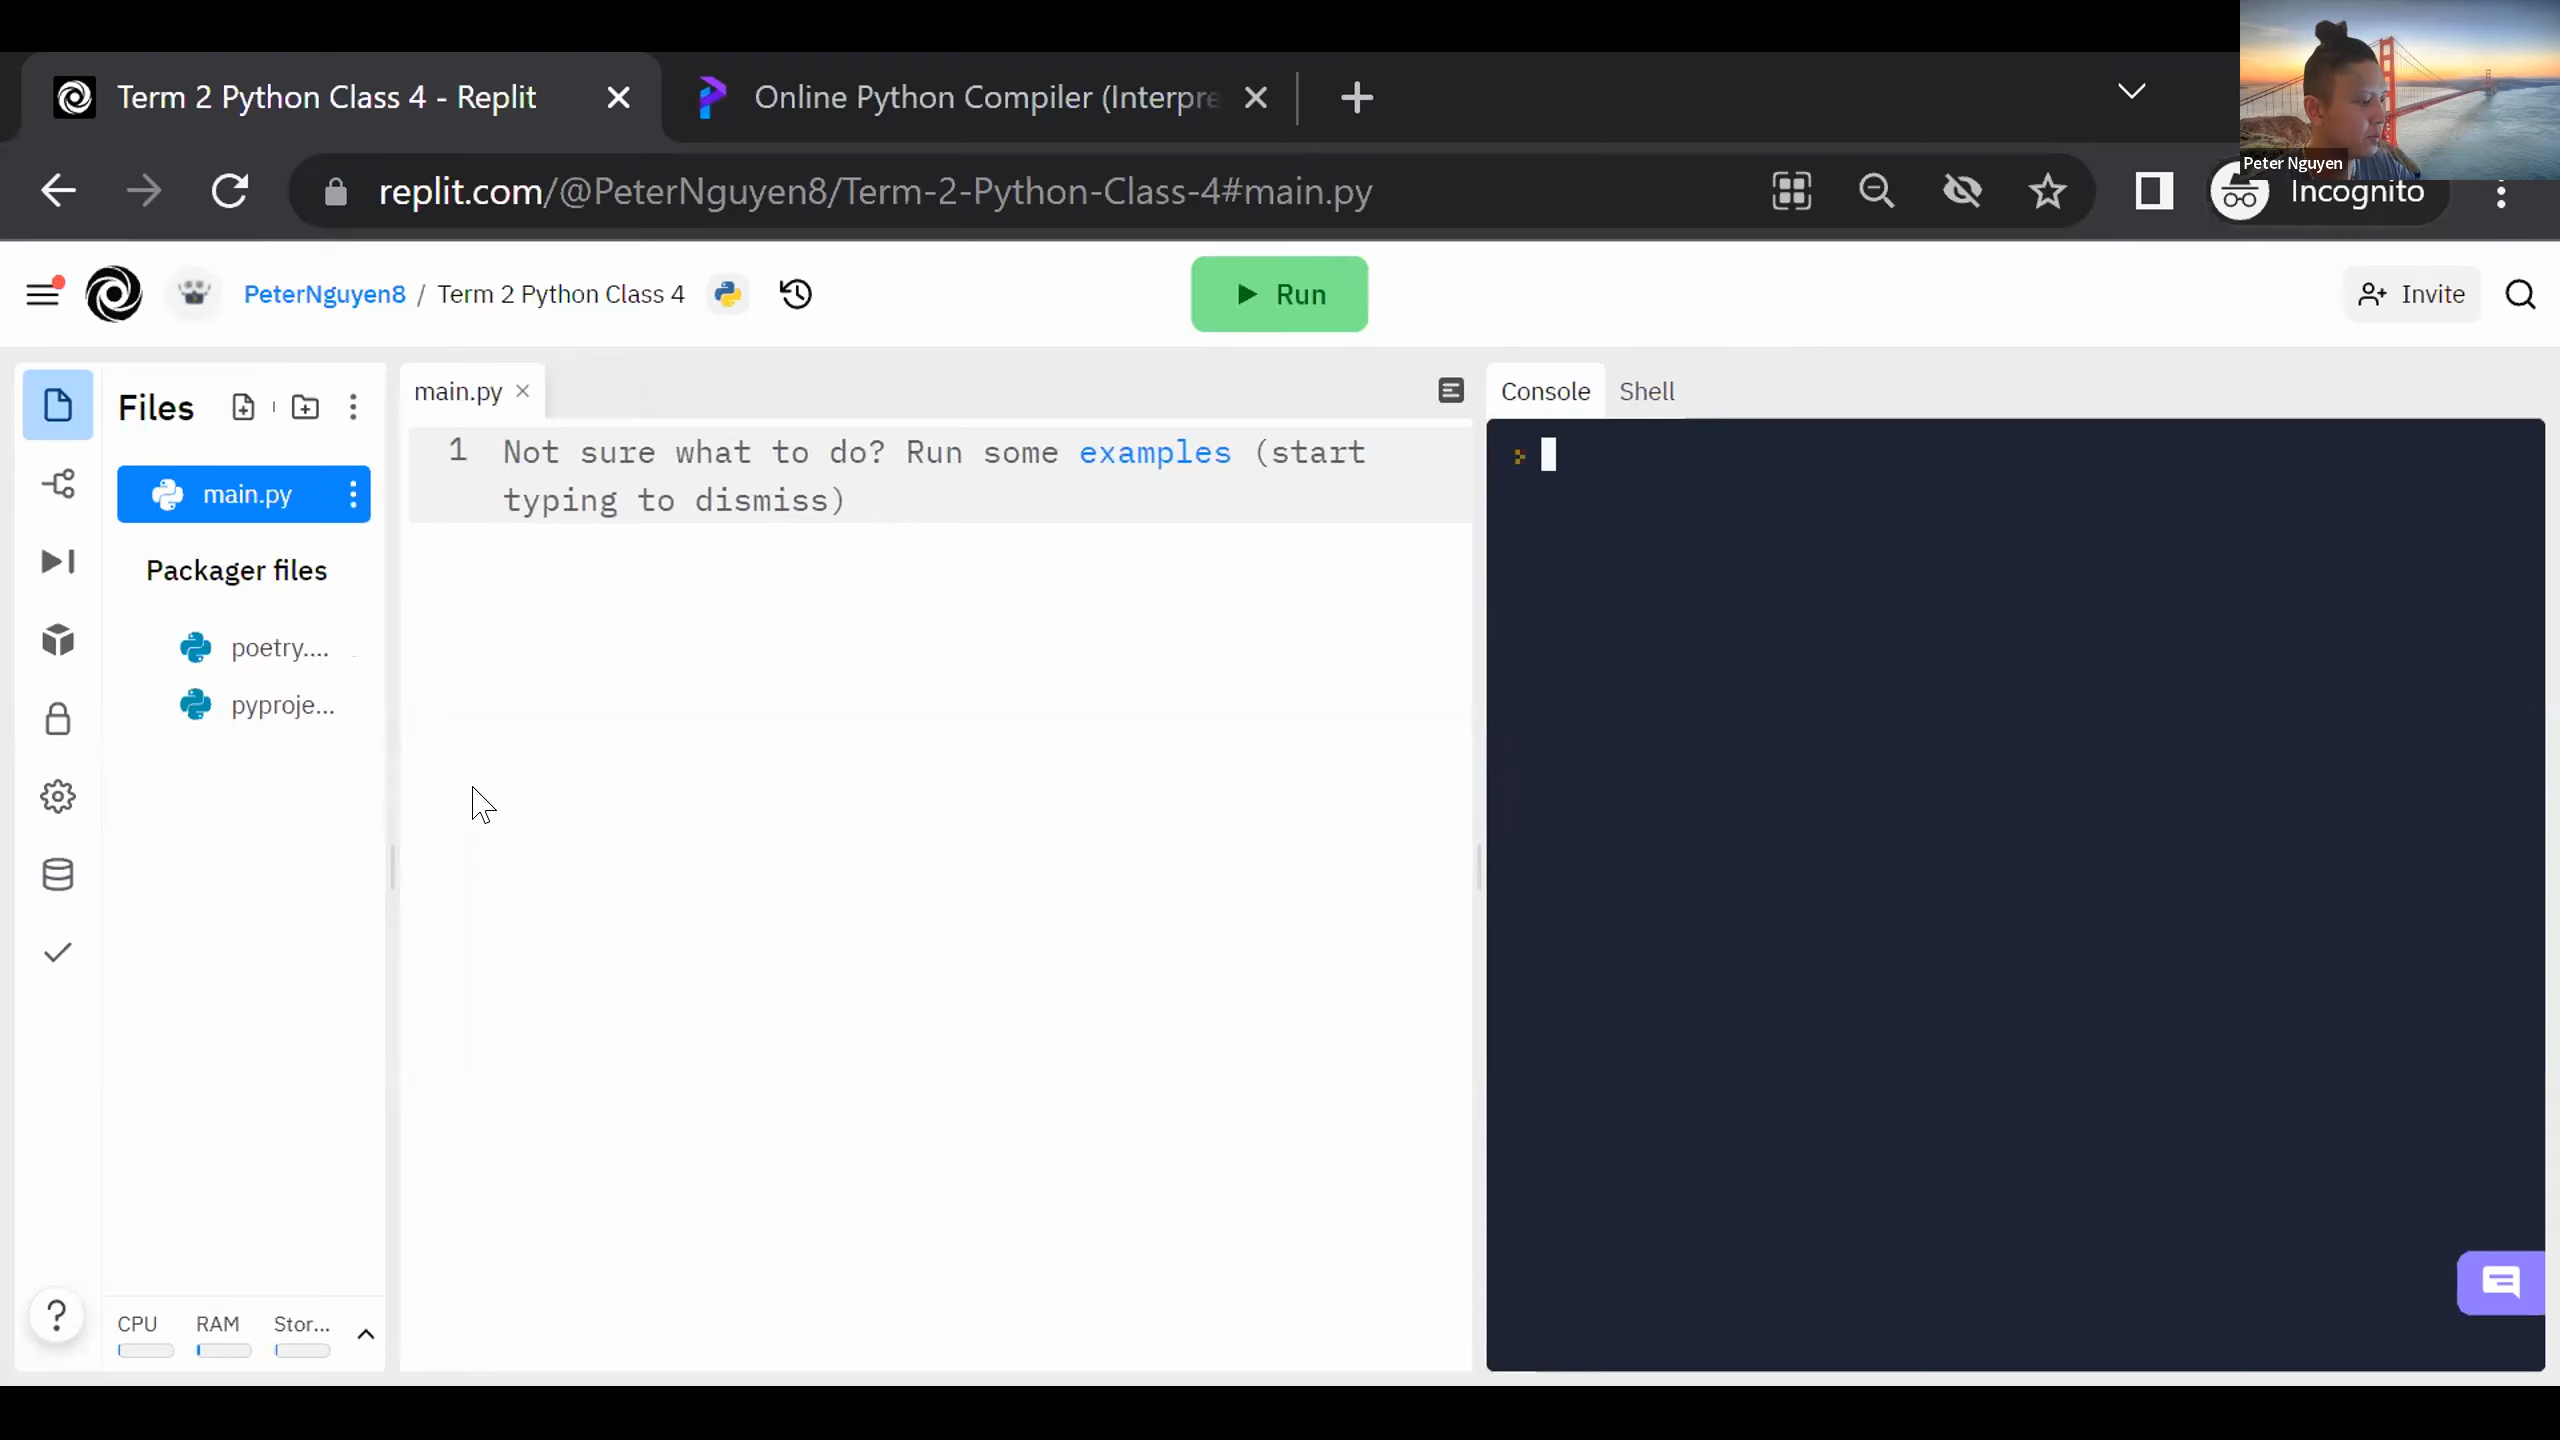 Term 2 Python Class 4 - Replit
Online Python Compiler (Interpre
Peter Nguyen
replit.com/@PeterNguyen8/Term-2-Python-Class-4#main.py
Incognito
PeterNguyen8 / Term 2 Python Class 4
Run
Invite
Files
main.py
Console
Shell
1 Not sure what to do? Run some examples (start
typing to dismiss)
main.py
Packager files
poetry....
pyproje...
?
CPU
RAM
Stor...